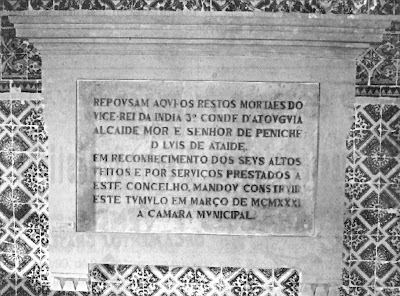 REPOVSAM AQVI OS RESTOS MORTAES DO
VICE-REI DA INDIA 3º CONDE D'ATOVGVIA
ALCAIDE MOR E SENHOR DE PENICHE
D LVIS DE ATAIDE.
EM RECONHECIMENTO DOS SEVS ALTOS
FEITOS E POR SERVIÇOS PRESTADOS A
ESTE CONCELHO, MANDOV CONSTRVIR
ESTE TVMVLO EM MARÇO DE MCMXXXI
A CAMARA MVNICIPAL.